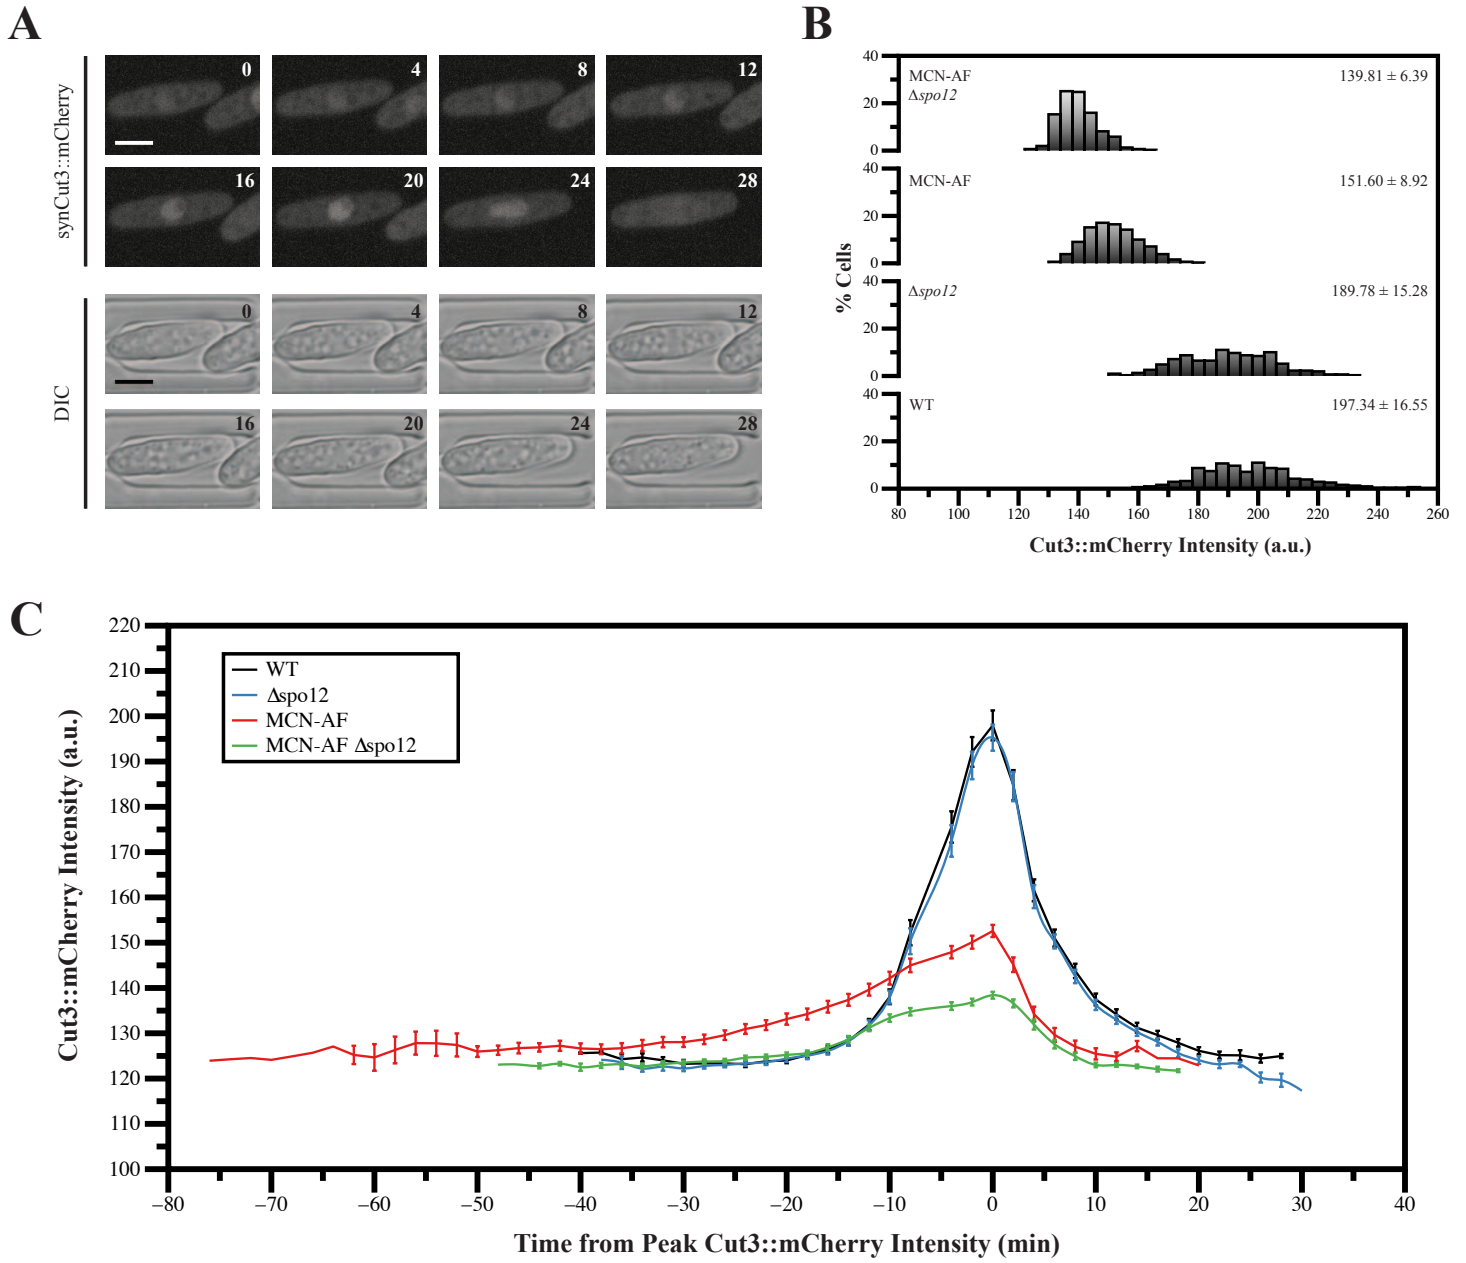 A
synCut3::mCherry
0
4
8
12
16
20
24
28
DIC
0
4
8
12
16
20
24
28
B
% Cells
40
20
0
MCN-AF
Δspo12
139.81 ± 6.39
40
20
0
MCN-AF
151.60 ± 8.92
40
20
0
Δspo12
189.78 ± 15.28
40
20
0
WT
197.34 ± 16.55
80 100 120 140 160 180 200 220 240 260
Cut3::mCherry Intensity (a.u.)
C
Cut3::mCherry Intensity (a.u.)
220
210
200
190
180
170
160
150
140
130
120
110
100
WT
Δspo12
MCN-AF
MCN-AF Δspo12
–80 –70 –60 –50 –40 –30 –20 –10 0 10 20 30 40
Time from Peak Cut3::mCherry Intensity (min)